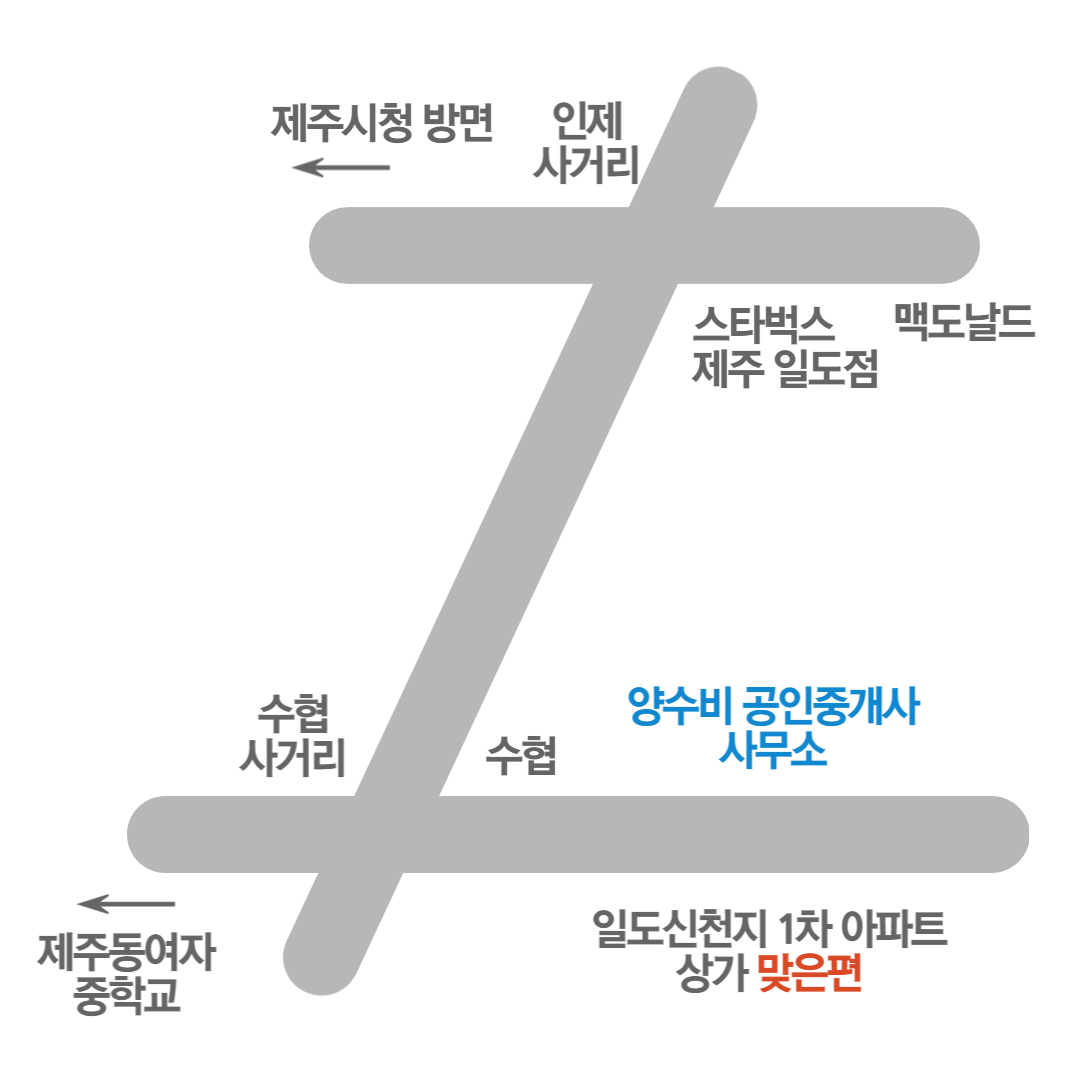 제주시청 방면
인제
사거리
스타벅스
제주 일도점
맥도날드
수협
사거리
수협
양수비 공인중개사
사무소
제주동여자
중학교
일도신천지 1차 아파트
상가 맞은편